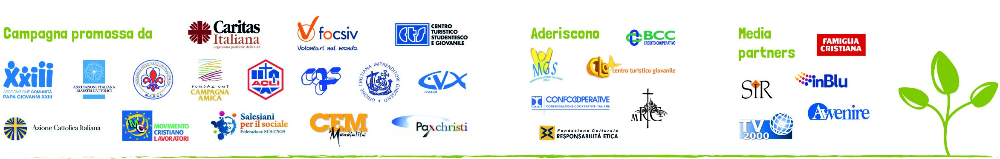 Campagna promossa da
Caritas
Italiana
organismo pastorale della CEI
focsiv
Volontari nel mondo.
cts
CENTRO
TURISTICO
STUDENTESCO
E GIOVANILE
Xxiii
ASSOCIAZIONE COMUNITÀ
PAPA GIOVANNI XXIII
ASSOCIAZIONE ITALIANA
MAESTRI CATTOLICI
MOVIMENTO ADULTI SCOUT CATTOLICI ITALIANI
M.A.S.C.I.
FONDAZIONE
CAMPAGNA
AMICA
ACLI
cgs
UNIONE CRISTIANA IMPRENDITORI DIRIGENTI
CVX
ITALIA
Azione Cattolica Italiana
MCL
MOVIMENTO
CRISTIANO
LAVORATORI
Salesiani
per il sociale
Federazione SCS/CNOS
CEM
Mondialità
Paxchristi
Aderiscono
BCC
CREDITO COOPERATIVO
MGS
MOVIMENTO GIOVANILE SALESIANO
ITALIA
ctg
centro turistico giovanile
CONFCOOPERATIVE
CONFEDERAZIONE COOPERATIVE ITALIANE
MRC
Fondazione Culturale
RESPONSABILITÀ ETICA
Media
partners
FAMIGLIA
CRISTIANA
SIR
inBlu
Avvenire
TV
2000